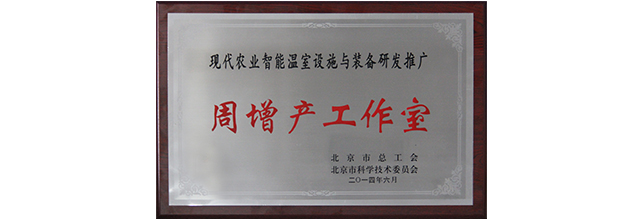 现代农业智能温室设施与装备研发推广
周增产工作室
北京市总工会
北京市科学技术委员会
二〇一四年六月